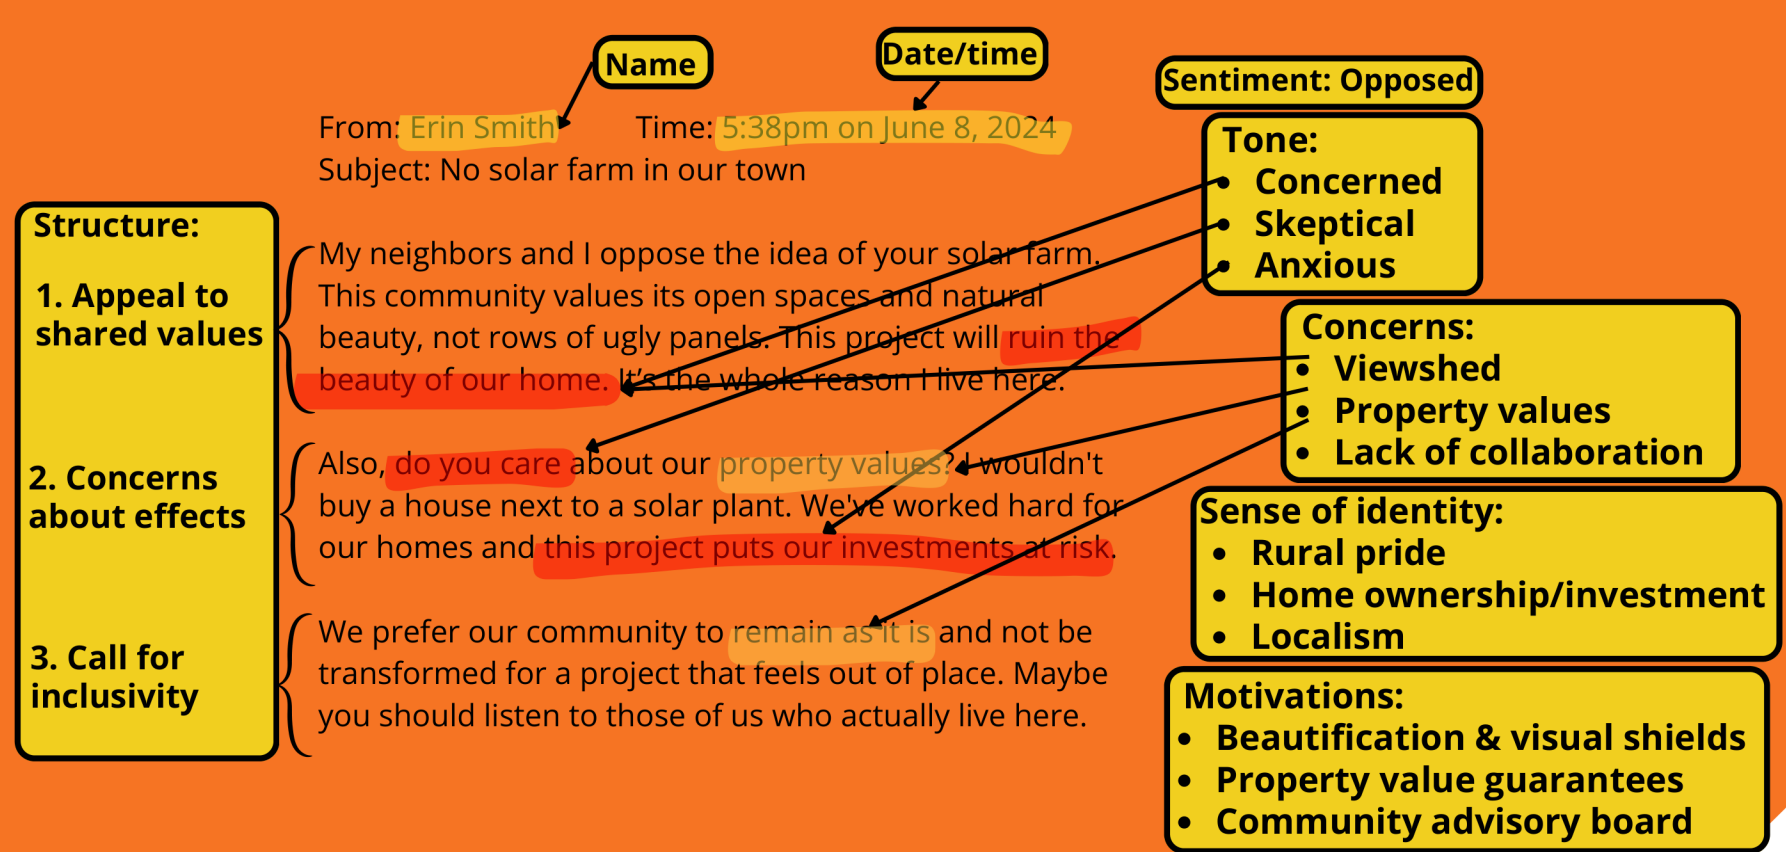 Name
Date/time
Sentiment: Opposed
From: Erin Smith Time: 5:38pm on June 8, 2024
Subject: No solar farm in our town
Tone:
• Concerned
• Skeptical
• Anxious
Structure:
1. Appeal to
shared values
2. Concerns
about effects
3. Call for
inclusivity
My neighbors and I oppose the idea of your solar farm.
This community values its open spaces and natural
beauty, not rows of ugly panels. This project will ruin the
beauty of our home. It’s the whole reason I live here.
Also, do you care about our property values? I wouldn't
buy a house next to a solar plant. We've worked hard for
our homes and this project puts our investments at risk.
We prefer our community to remain as it is and not be
transformed for a project that feels out of place. Maybe
you should listen to those of us who actually live here.
Concerns:
• Viewshed
• Property values
• Lack of collaboration
Sense of identity:
• Rural pride
• Home ownership/investment
• Localism
Motivations:
• Beautification & visual shields
• Property value guarantees
• Community advisory board